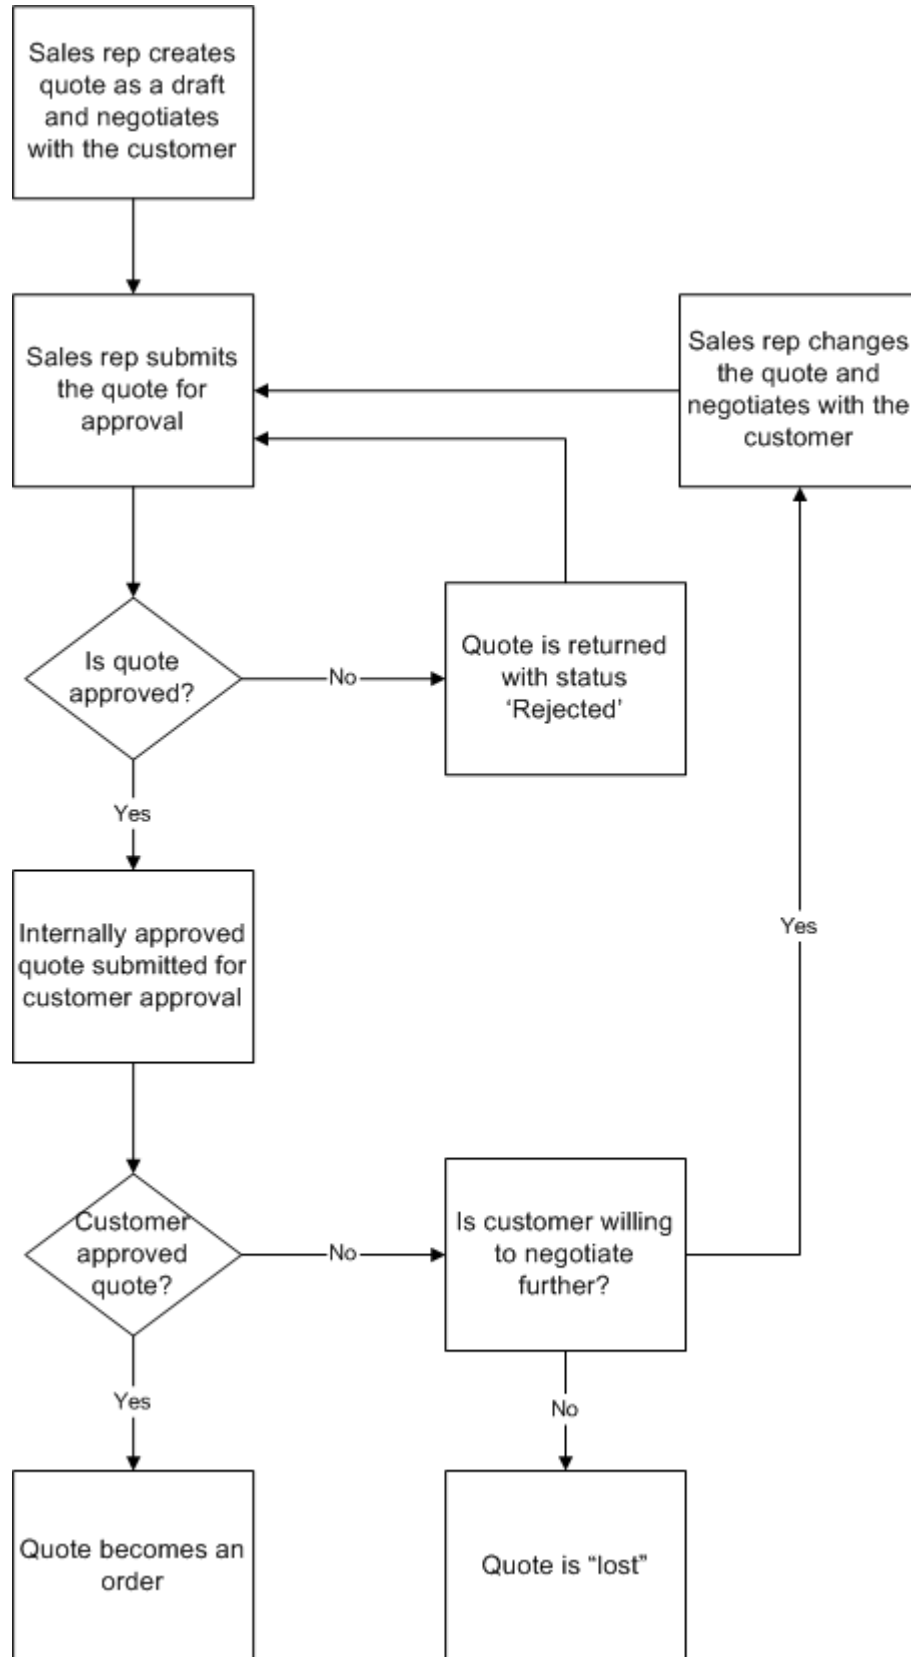 Sales rep creates
quote as a draft
and negotiates
with the customer
Sales rep submits
the quote for
approval
Sales rep changes
the quote and
negotiates with the
customer
Is quote
approved?
No
Quote is returned
with status
‘Rejected’
Yes
Internally approved
quote submitted for
customer approval
Yes
Customer
approved
quote?
No
Is customer willing
to negotiate
further?
Yes
No
Quote becomes an
order
Quote is “lost”